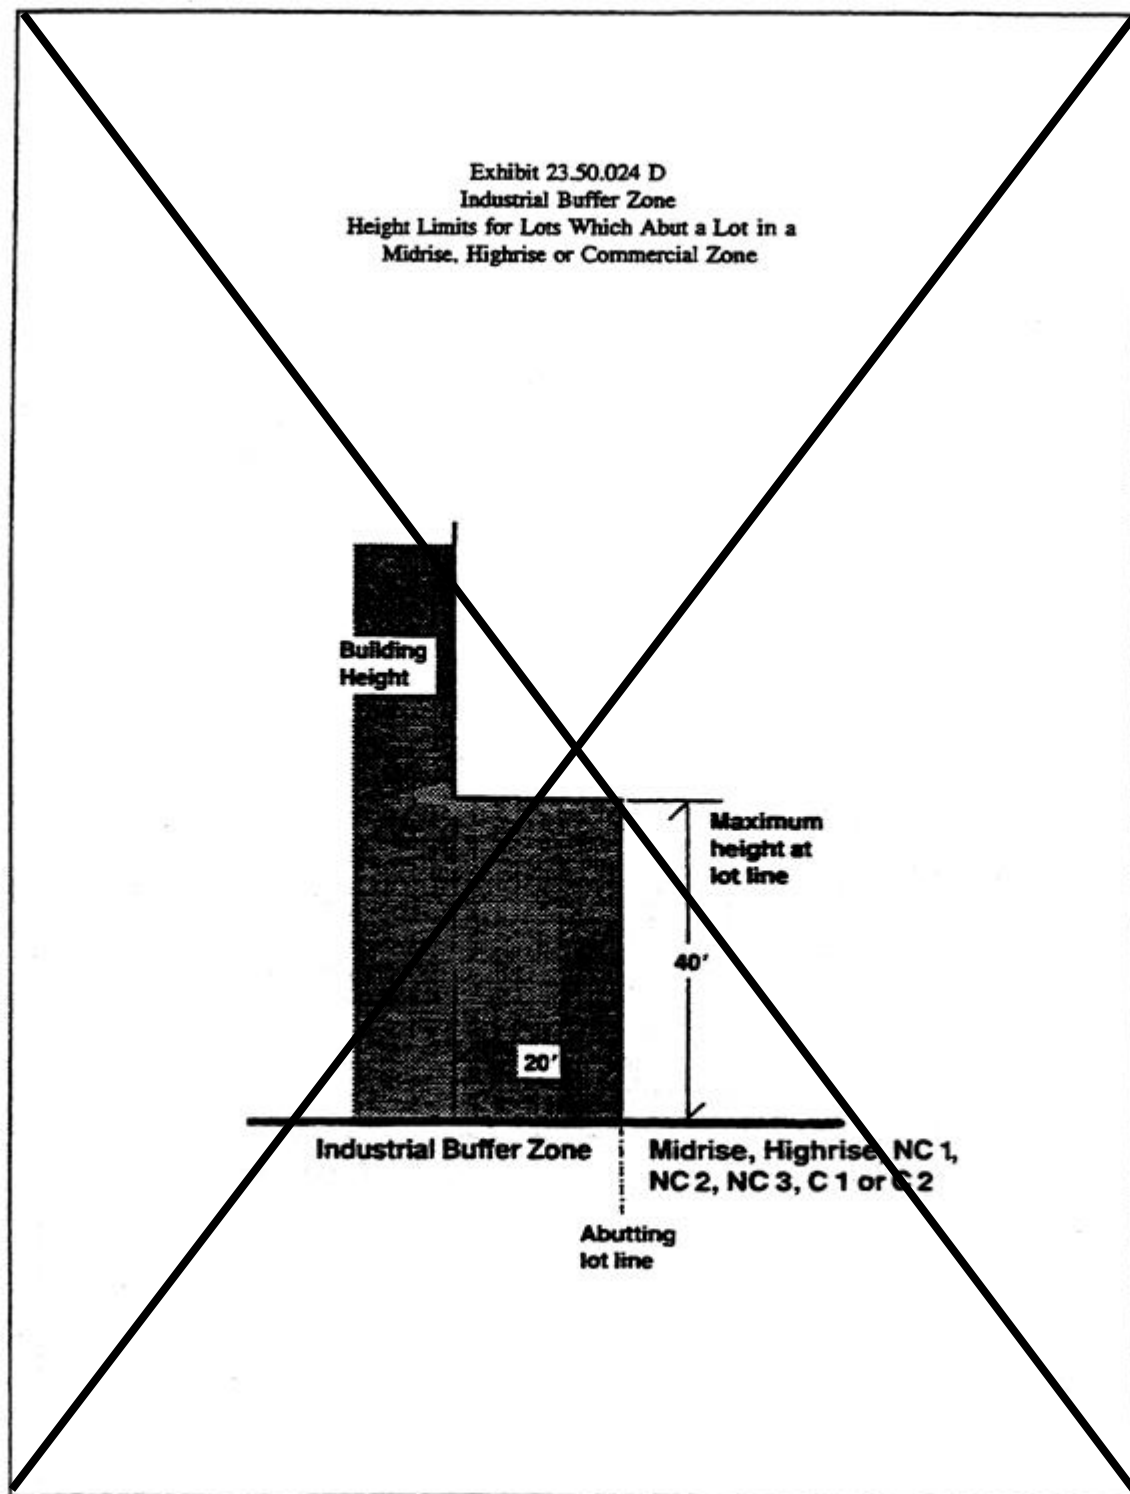 Exhibit 23.50.024 D
Industrial Buffer Zone
Height Limits for Lots Which Abut a Lot in a
Midrise, Highrise or Commercial Zone
Building
Height
Maximum
height at
lot line
40'
20'
Industrial Buffer Zone
Midrise, Highrise, NC 1,
NC 2, NC 3, C 1 or C 2
Abutting
lot line